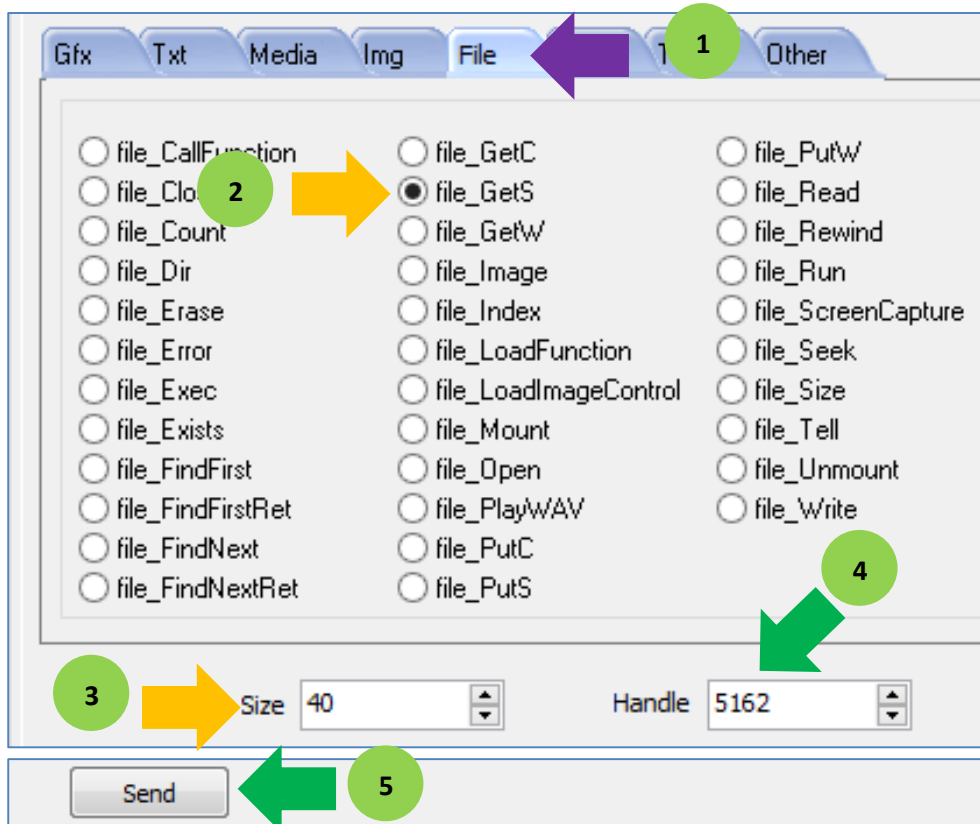 Gfx Txt Media Img File Other
1
file_CallFunction file_GetC file_PutW
2
file_GetS file_Read
file_Count file_GetW file_Rewind
file_Dir file_Image file_Run
file_Erase file_Index file_ScreenCapture
file_Error file_LoadFunction file_Seek
file_Exec file_LoadImageControl file_Size
file_Exists file_Mount file_Tell
file_FindFirst file_Open file_Unmount
file_FindFirstRet file_PlayWAV file_Write
file_FindNext file_PutC
file_FindNextRet file_PutS
4
3
Size 40 Handle 5162
Send 5